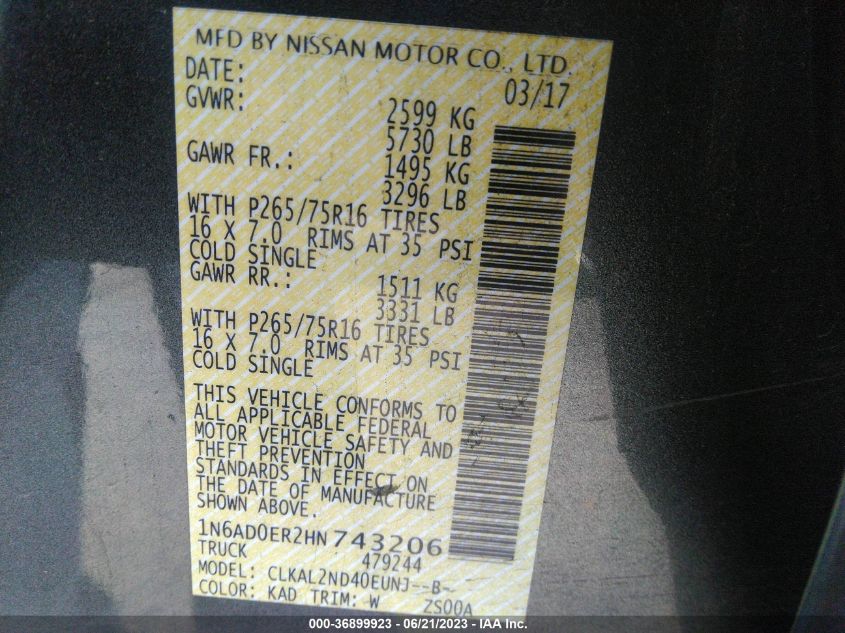 MFD BY NISSAN MOTOR CO., LTD.
DATE: 03/17
GVWR: 2599 KG
5730 LB
GAWR FR.: 1495 KG
3296 LB
WITH P265/75R16 TIRES
16 X 7.0 RIMS AT 35 PSI
COLD SINGLE
GAWR RR.: 1511 KG
3331 LB
WITH P265/75R16 TIRES
16 X 7.0 RIMS AT 35 PSI
COLD SINGLE
THIS VEHICLE CONFORMS TO
ALL APPLICABLE FEDERAL
MOTOR VEHICLE SAFETY AND
THEFT PREVENTION
STANDARDS IN EFFECT ON
THE DATE OF MANUFACTURE
SHOWN ABOVE.
1N6AD0ER2HN743206
TRUCK 479244
MODEL: CLKAL2ND40EUNJ--B-
COLOR: KAD TRIM: W ZS00A
000-36899923 - 06/21/2023 - IAA Inc.